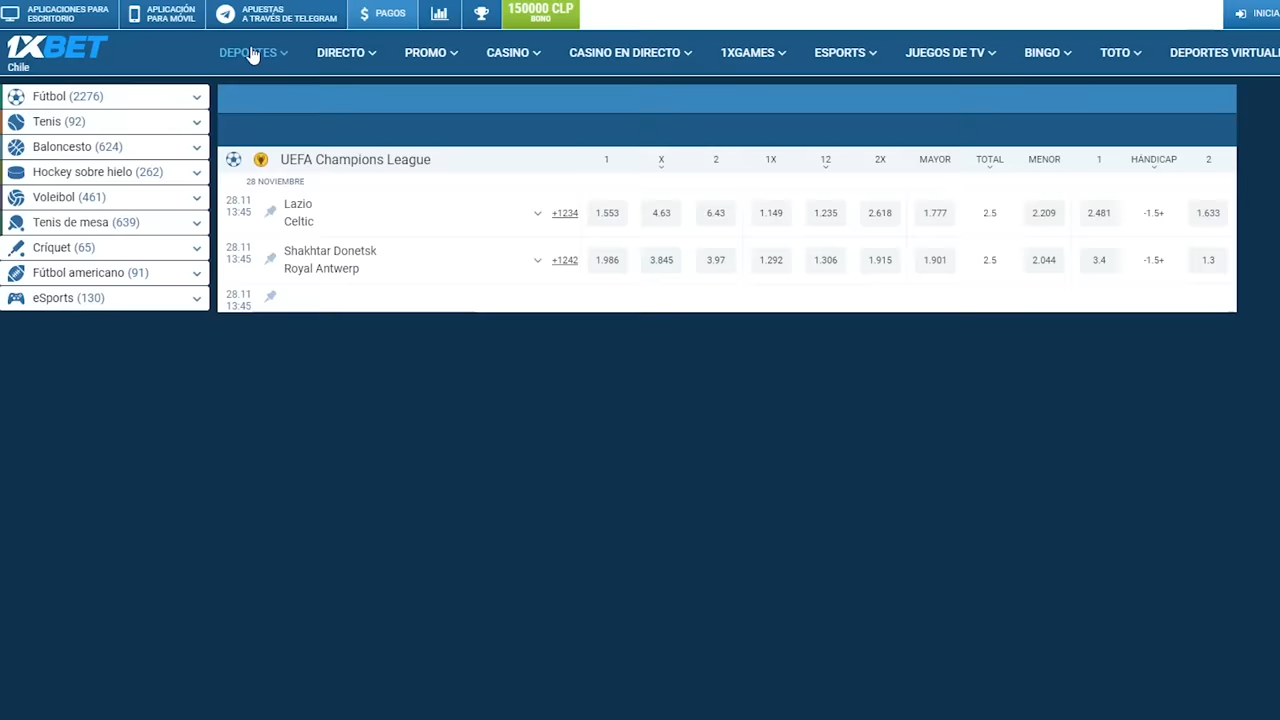 APLICACIONES PARA
ESCRITORIO
APLICACIÓN
PARA MÓVIL
APUESTAS
A TRAVÉS DE TELEGRAM
$ PAGOS
150000 CLP
BONO
1XBET
Chile
DEPORTES
DIRECTO
PROMO
CASINO
CASINO EN DIRECTO
1XGAMES
ESPORTS
JUEGOS DE TV
BINGO
TOTO
DEPORTES
Fútbol (2276)
Tenis (92)
Baloncesto (624)
Hockey sobre hielo (262)
Voleibol (461)
Tenis de mesa (639)
Críquet (65)
Fútbol americano (91)
eSports (130)
UEFA Champions League 1 X 2 1X 12 2X MAYOR TOTAL MENOR 1 HÁNDICAP 2
28 NOVIEMBRE
28.11
13:45
Lazio
Celtic
+1234 1.553 4.63 6.43 1.149 1.235 2.618 1.777 2.5 2.209 2.481 -1.5+ 1.633
28.11
13:45
Shakhtar Donetsk
Royal Antwerp
+1242 1.986 3.845 3.97 1.292 1.306 1.915 1.901 2.5 2.044 3.4 -1.5+ 1.3
28.11
13:45